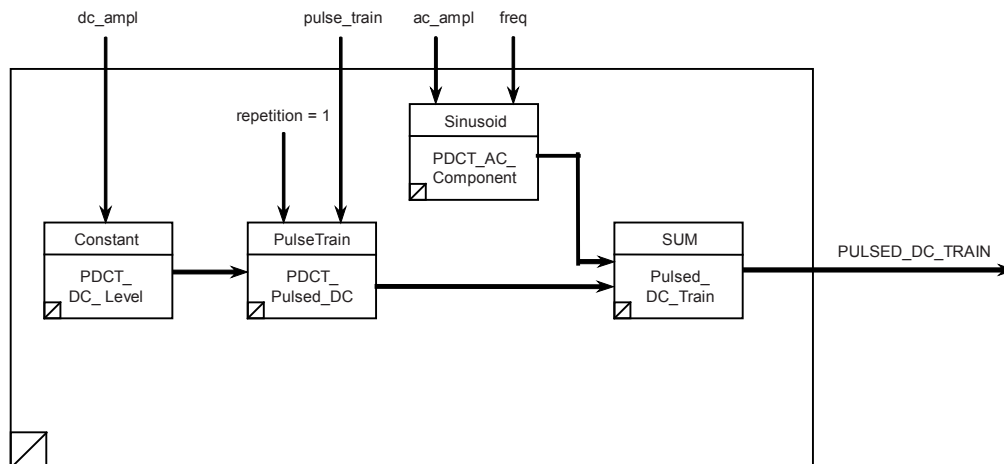 dc_ampl
pulse_train
ac_ampl
freq
repetition = 1
Sinusoid
PDCT_AC_
Component
Constant
PDCT_
DC_ Level
PulseTrain
PDCT_
Pulsed_DC
SUM
Pulsed_
DC_Train
PULSED_DC_TRAIN